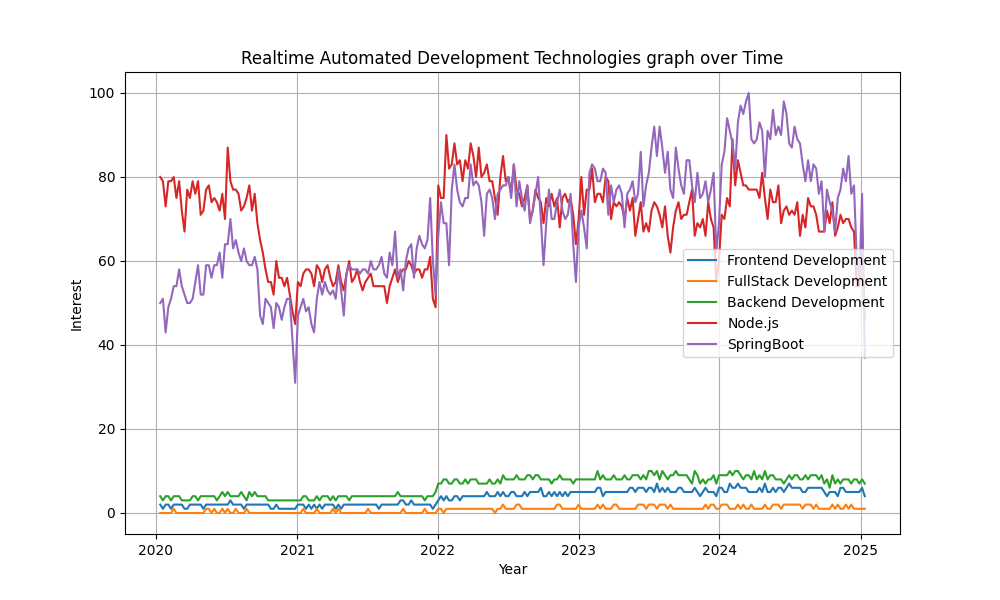 Realtime Automated Development Technologies graph over Time
100
80
60
40
20
0
Interest
Frontend Development
FullStack Development
Backend Development
Node.js
SpringBoot
2020
2021
2022
2023
2024
2025
Year